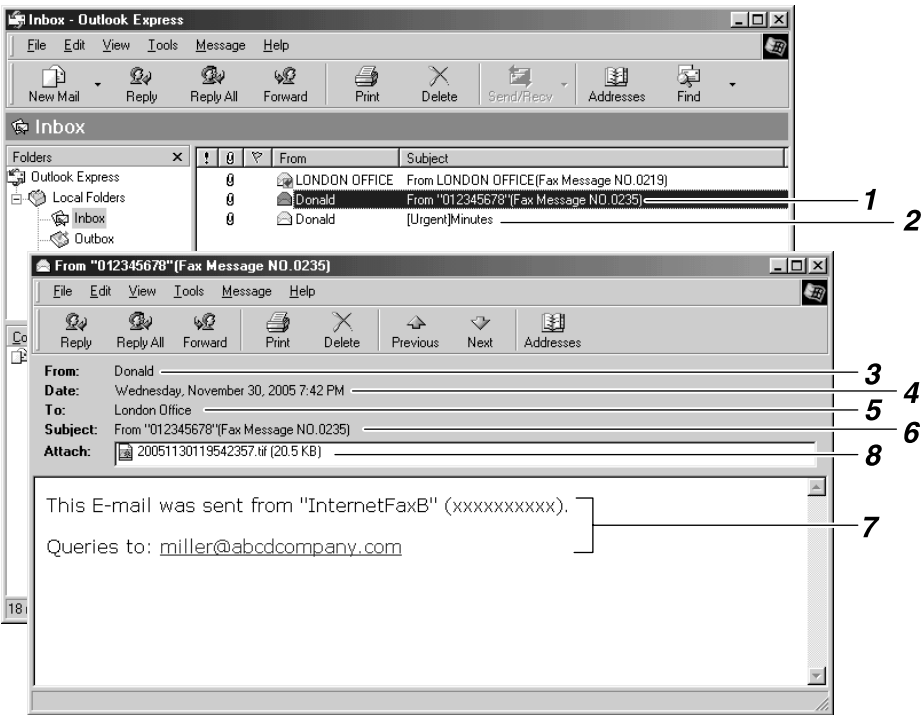 Inbox - Outlook Express
File Edit View Tools Message Help
New Mail Reply Reply All Forward Print Delete Send/Recv Addresses Find
Inbox
Folders × ! From Subject
Outlook Express
Local Folders
Inbox
Outbox
LONDON OFFICE From LONDON OFFICE(Fax Message NO.0219)
Donald From "012345678"(Fax Message NO.0235) 1
Donald [Urgent]Minutes 2
Co
18
From "012345678"(Fax Message NO.0235)
File Edit View Tools Message Help
Reply Reply All Forward Print Delete Previous Next Addresses
From: Donald 3
Date: Wednesday, November 30, 2005 7:42 PM 4
To: London Office 5
Subject: From "012345678"(Fax Message NO.0235) 6
Attach: 20051130119542357.tif (20.5 KB) 8
This E-mail was sent from "InternetFaxB" (xxxxxxxxxx).
7
Queries to: miller@abcdcompany.com